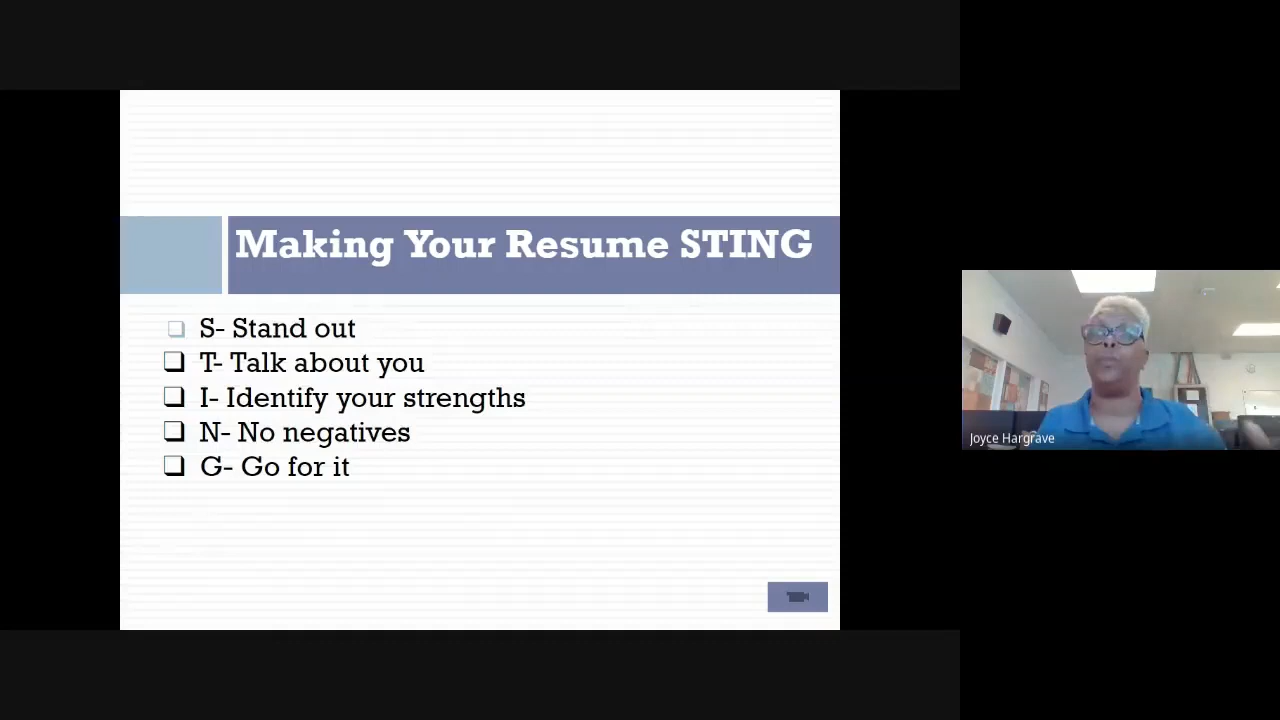 Making Your Resume STING
S- Stand out
T- Talk about you
I- Identify your strengths
N- No negatives
G- Go for it
Joyce Hargrave